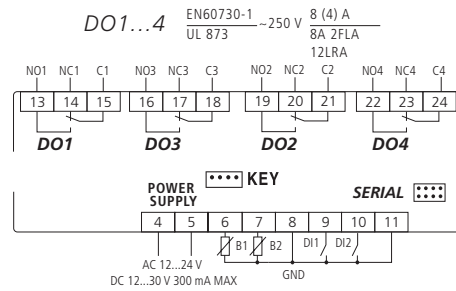 DO1...4 EN60730-1 ~250 V 8 (4) A
UL 873 8A 2FLA
12LRA
NO1 NC1 C1 NO3 NC3 C3 NO2 NC2 C2 NO4 NC4 C4
13 14 15 16 17 18 19 20 21 22 23 24
DO1 DO3 DO2 DO4
POWER SUPPLY
KEY
SERIAL
4 5 6 7 8 9 10 11
B1 B2 DI1 DI2
AC 12...24 V
DC 12...30 V 300 mA MAX
GND